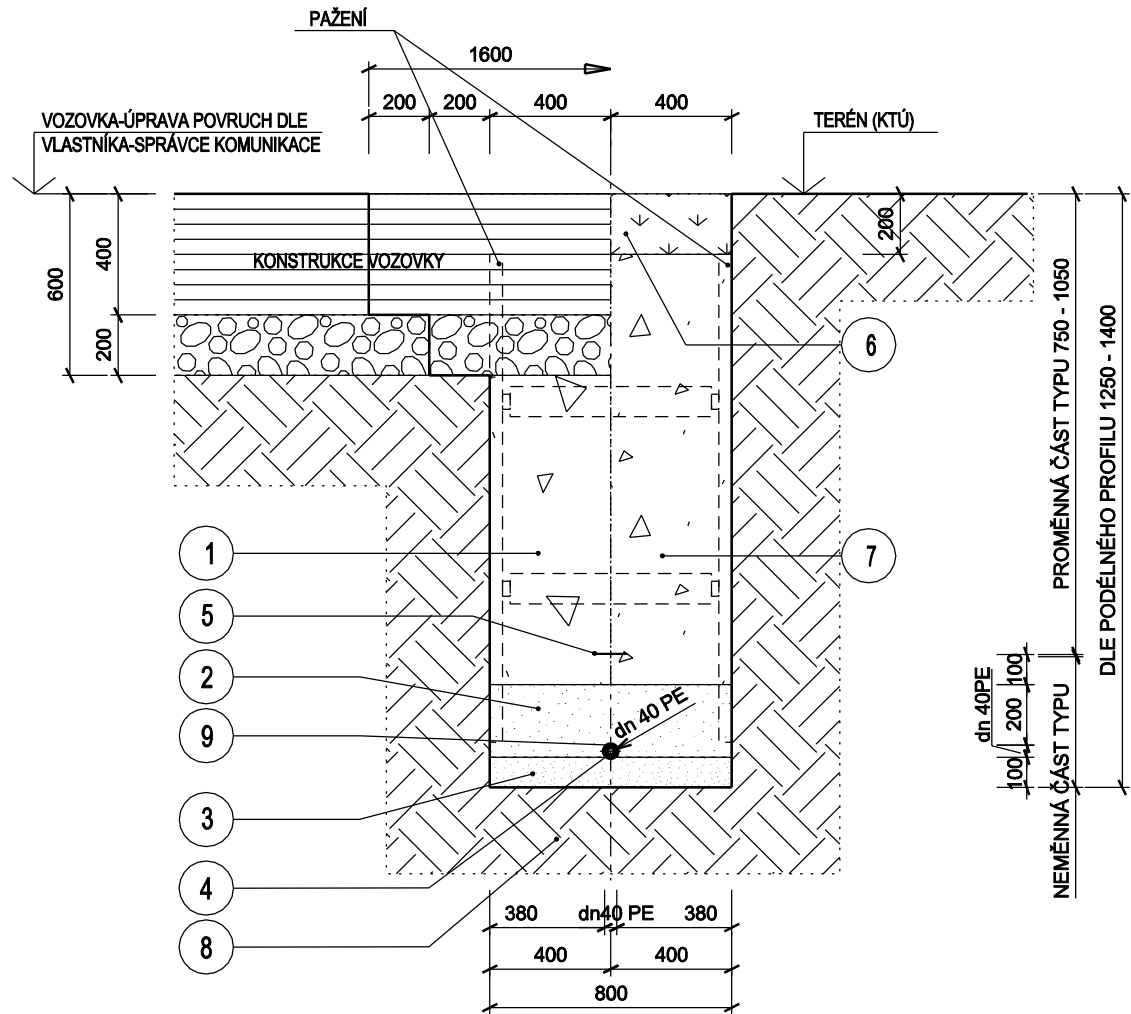 PAŽENÍ
1600
200 200 400 400
VOZOVKA-ÚPRAVA POVRUCH DLE
VLASTNÍKA-SPRÁVCE KOMUNIKACE
TERÉN (KTÚ)
600
400
200
200
KONSTRUKCE VOZOVKY
6
1
7
5
2
9
3
4
8
dn 40 PE
PROMĚNNÁ ČÁST TYPU 750 - 1050
NEMĚNNÁ ČÁST TYPU
DLE PODÉLNÉHO PROFILU 1250 - 1400
100
200
dn 40PE
100
380 dn40 PE 380
400 400
800